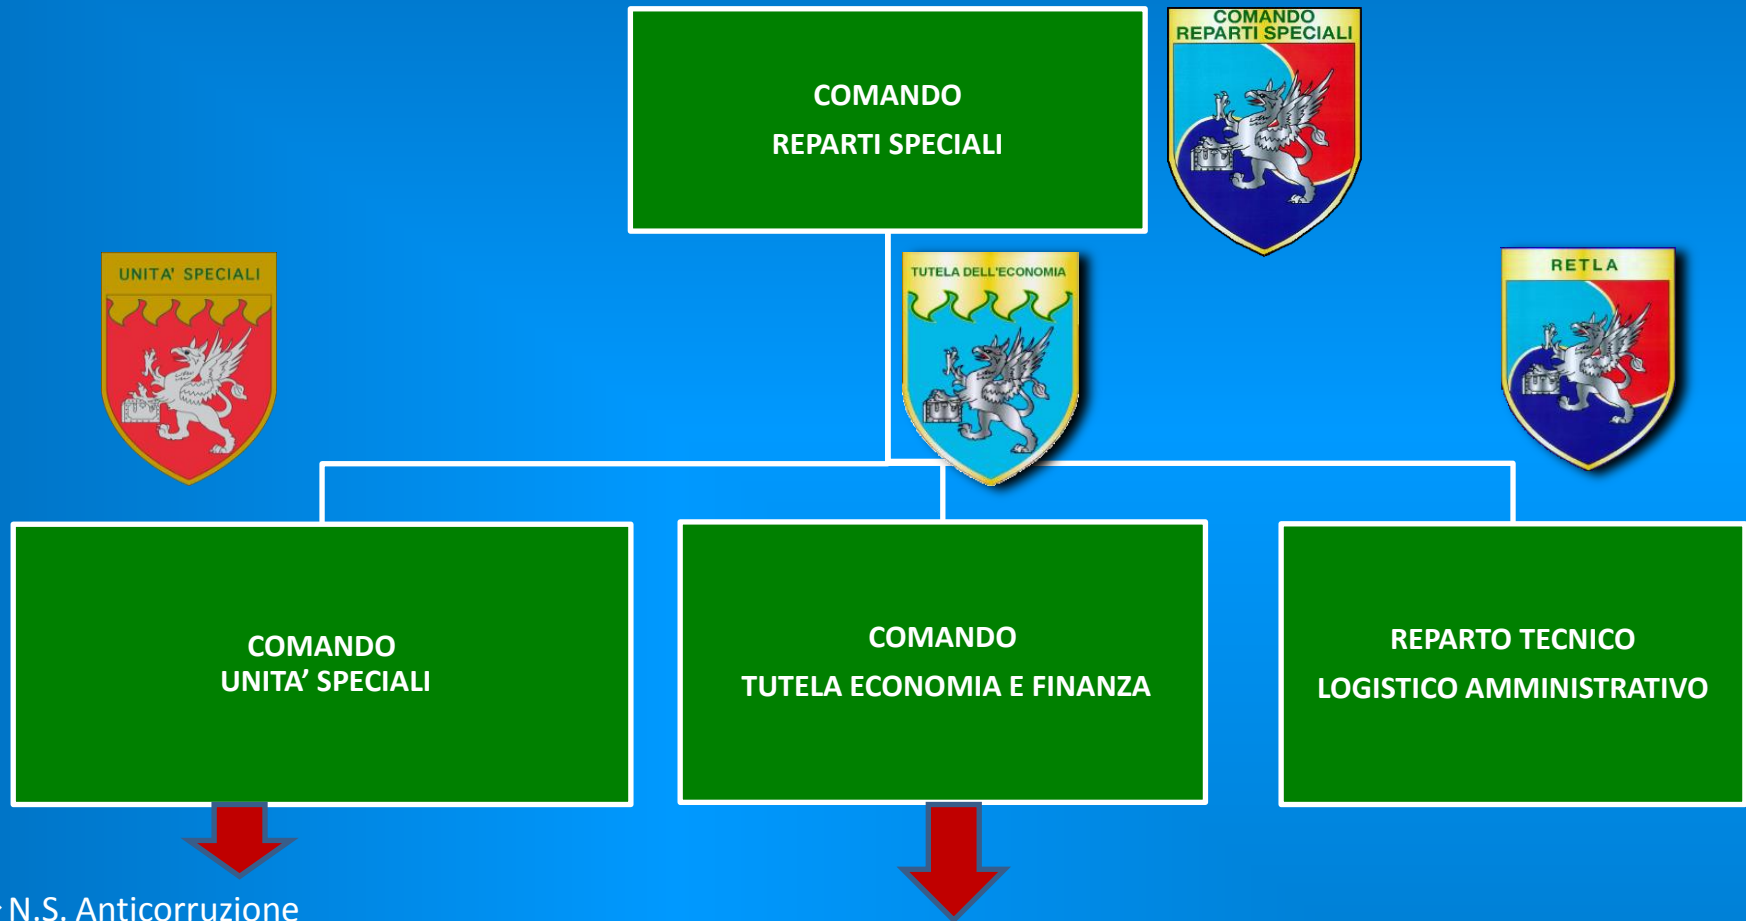 COMANDO
REPARTI SPECIALI
COMANDO
REPARTI SPECIALI
UNITA' SPECIALI
TUTELA DELL'ECONOMIA
RETLA
COMANDO
UNITA’ SPECIALI
COMANDO
TUTELA ECONOMIA E FINANZA
REPARTO TECNICO
LOGISTICO AMMINISTRATIVO
N.S. Anticorruzione